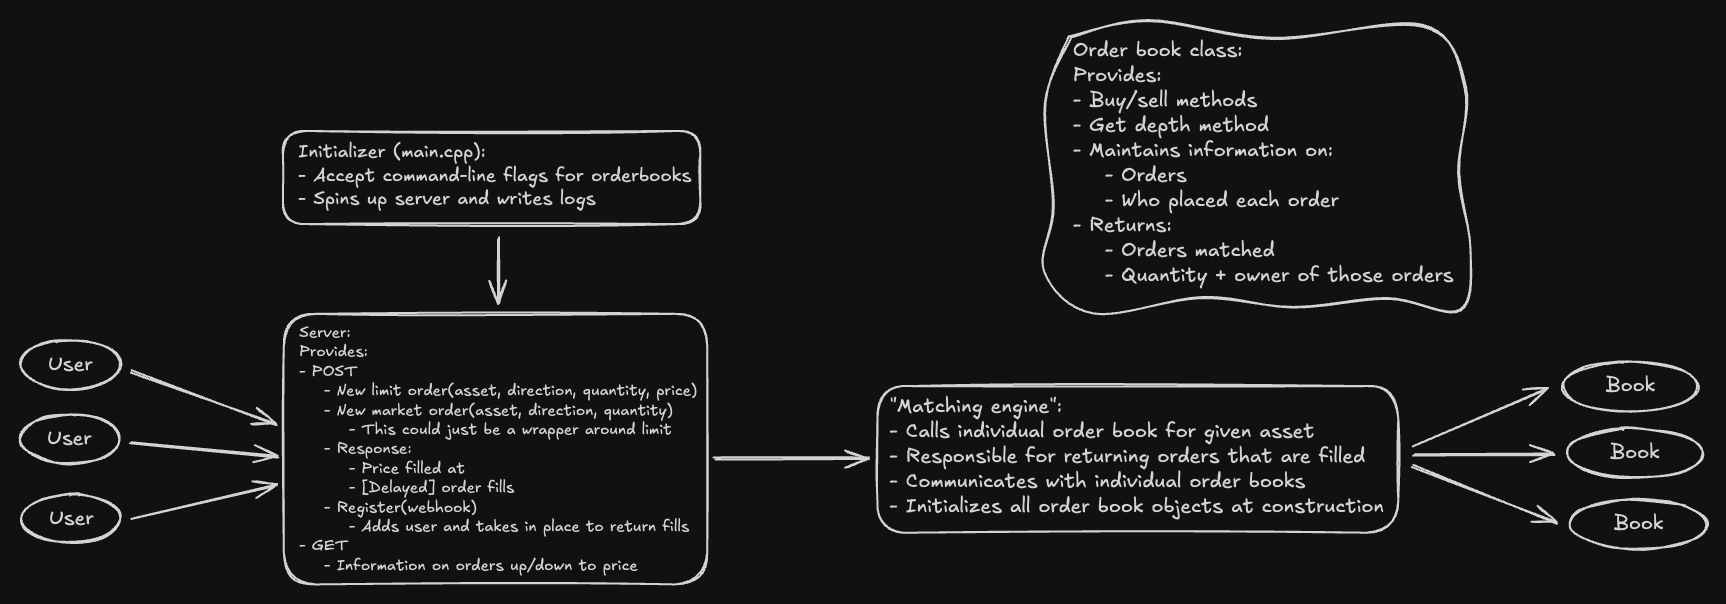 Order book class:
Provides:
- Buy/sell methods
- Get depth method
- Maintains information on:
- Orders
- Who placed each order
- Returns:
- Orders matched
- Quantity + owner of those orders
Initializer (main.cpp):
- Accept command-line flags for orderbooks
- Spins up server and writes logs
User
User
User
Server:
Provides:
- POST
- New limit order(asset, direction, quantity, price)
- New market order(asset, direction, quantity)
- This could just be a wrapper around limit
- Response:
- Price filled at
- [Delayed] order fills
- Register(webhook)
- Adds user and takes in place to return fills
- GET
- Information on orders up/down to price
"Matching engine":
- Calls individual order book for given asset
- Responsible for returning orders that are filled
- Communicates with individual order books
- Initializes all order book objects at construction
Book
Book
Book